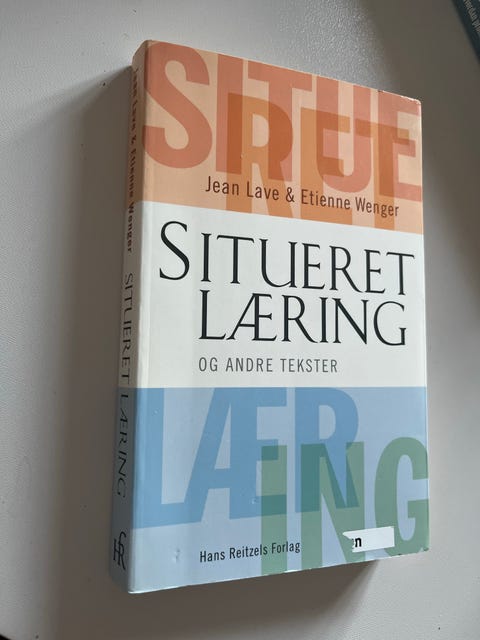 SITUE
RET
Jean Lave & Etienne Wenger
SITUERET
LÆRING
OG ANDRE TEKSTER
LÆR
ING
Hans Reitzels Forlag
n
Jean Lave & Etienne Wenger
SITUERET LÆRING
HR